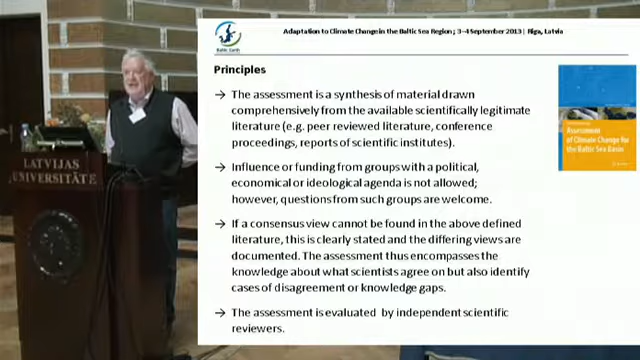 Adaptation to Climate Change in the Baltic Sea Region ; 3–4 September 2013 | Riga, Latvia
Baltic Earth
Principles
→ The assessment is a synthesis of material drawn
comprehensively from the available scientifically legitimate
literature (e.g. peer reviewed literature, conference
proceedings, reports of scientific institutes).
→ Influence or funding from groups with a political,
economical or ideological agenda is not allowed;
however, questions from such groups are welcome.
→ If a consensus view cannot be found in the above defined
literature, this is clearly stated and the differing views are
documented. The assessment thus encompasses the
knowledge about what scientists agree on but also identify
cases of disagreement or knowledge gaps.
→ The assessment is evaluated by independent scientific
reviewers.
Assessment
of Climate Change for
the Baltic Sea Basin
LATVIJAS
UNIVERSITĀTE